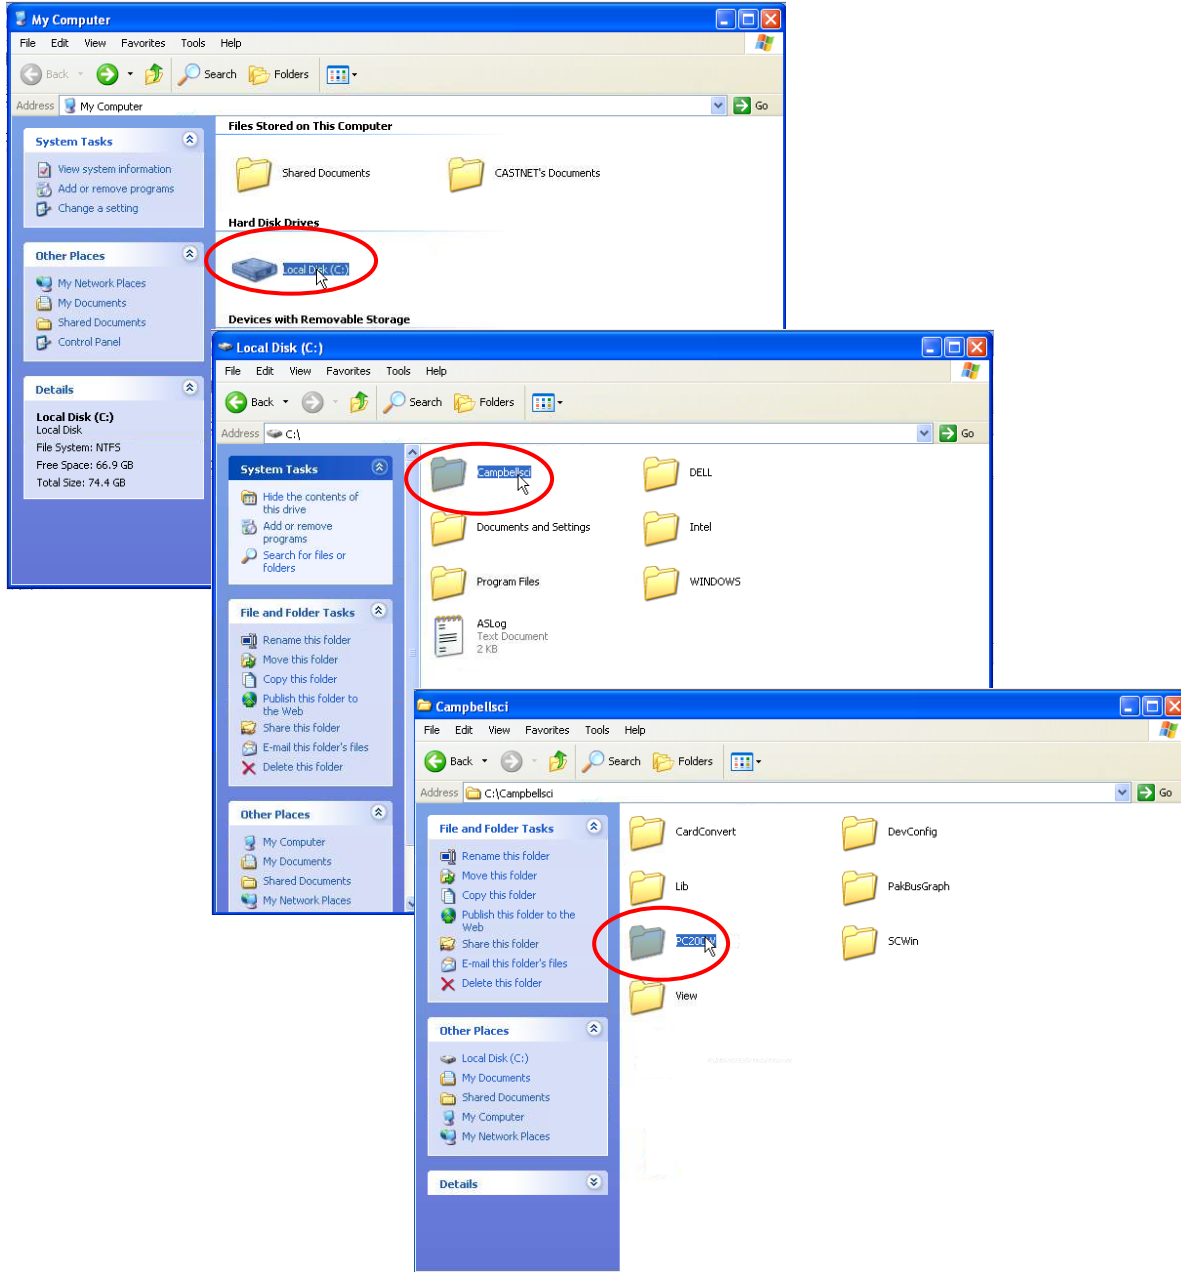 My Computer
File Edit View Favorites Tools Help
Back Search Folders
Address My Computer Go
System Tasks
View system information
Add or remove programs
Change a setting
Other Places
My Network Places
My Documents
Shared Documents
Control Panel
Details
Local Disk (C:)
Local Disk
File System: NTFS
Free Space: 66.9 GB
Total Size: 74.4 GB
Files Stored on This Computer
Shared Documents CASTNET's Documents
Hard Disk Drives
Local Disk (C:)
Devices with Removable Storage
Local Disk (C:)
File Edit View Favorites Tools Help
Back Search Folders
Address C:\ Go
System Tasks
Hide the contents of
this drive
Add or remove
programs
Search for files or
folders
File and Folder Tasks
Rename this folder
Move this folder
Copy this folder
Publish this folder to
the Web
Share this folder
E-mail this folder's files
Delete this folder
Other Places
My Computer
My Documents
Shared Documents
My Network Places
Campbellsci DELL
Documents and Settings Intel
Program Files WINDOWS
ASLog
Text Document
2 KB
Campbellsci
File Edit View Favorites Tools Help
Back Search Folders
Address C:\Campbellsci Go
File and Folder Tasks
Rename this folder
Move this folder
Copy this folder
Publish this folder to the
Web
Share this folder
E-mail this folder's files
Delete this folder
Other Places
Local Disk (C:)
My Documents
Shared Documents
My Computer
My Network Places
Details
CardConvert DevConfig
Lib PakBusGraph
PC200W SCWin
View